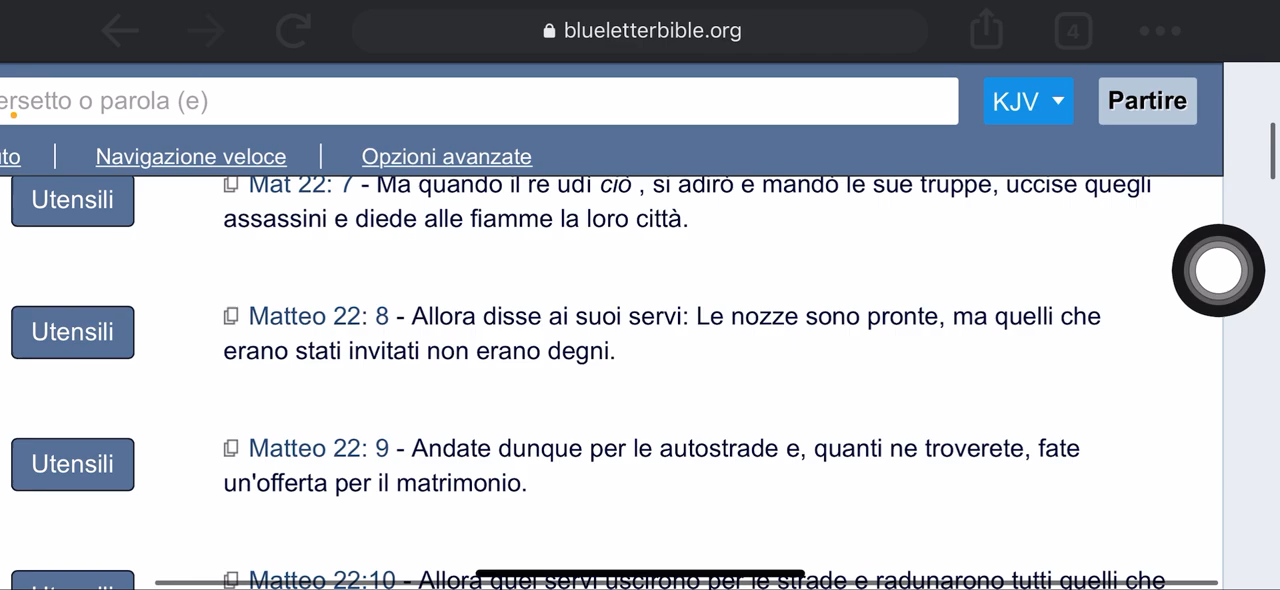 blueletterbible.org
4
ersetto o parola (e)
KJV
Partire
to
Navigazione veloce
Opzioni avanzate
Utensili
Mat 22: 7 - Ma quando il re udì ciò , si adirò e mandò le sue truppe, uccise quegli
assassini e diede alle fiamme la loro città.
Utensili
Matteo 22: 8 - Allora disse ai suoi servi: Le nozze sono pronte, ma quelli che
erano stati invitati non erano degni.
Utensili
Matteo 22: 9 - Andate dunque per le autostrade e, quanti ne troverete, fate
un'offerta per il matrimonio.
Matteo 22:10 - Allora quei servi uscirono per le strade e radunarono tutti quelli che